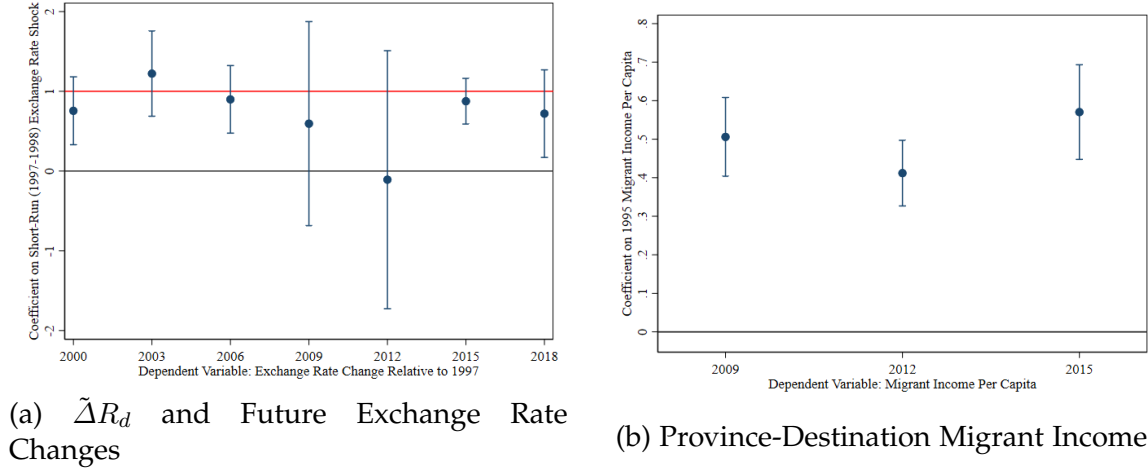 Coefficient on Short-Run (1997-1998) Exchange Rate Shock
2
1
0
-1
-2
2000 2003 2006 2009 2012 2015 2018
Dependent Variable: Exchange Rate Change Relative to 1997
(a) $\tilde{\Delta}R_d$ and Future Exchange Rate
Changes
Coefficient on 1995 Migrant Income Per Capita
.8
.7
.6
.5
.4
.3
.2
.1
0
2009 2012 2015
Dependent Variable: Migrant Income Per Capita
(b) Province-Destination Migrant Income